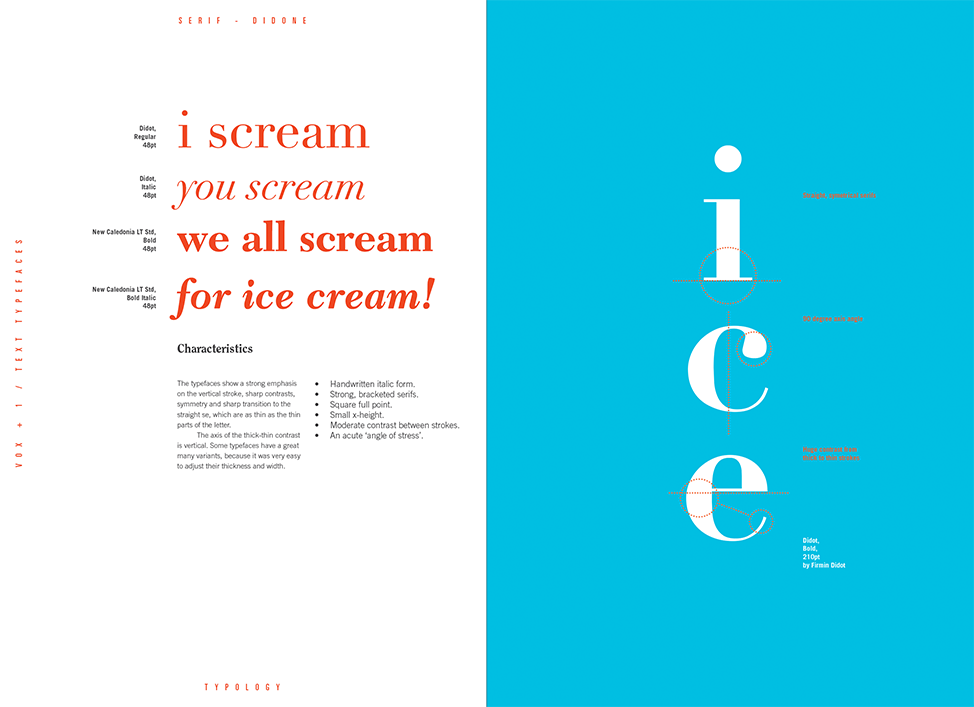 SERIF - DIDONE
VOX + 1 / TEXT TYPEFACES
Didot,
Regular
48pt
i scream
Didot,
Italic
48pt
you scream
New Caledonia LT Std,
Bold
48pt
we all scream
New Caledonia LT Std,
Bold Italic
48pt
for ice cream!
Characteristics
The typefaces show a strong emphasis
on the vertical stroke, sharp contrasts,
symmetry and sharp transition to the
straight se, which are as thin as the thin
parts of the letter.
The axis of the thick-thin contrast
is vertical. Some typefaces have a great
many variants, because it was very easy
to adjust their thickness and width.
• Handwritten italic form.
• Strong, bracketed serifs.
• Square full point.
• Small x-height.
• Moderate contrast between strokes.
• An acute ‘angle of stress’.
TYPOLOGY
i
c
e
Didot,
Bold,
210pt
by Firmin Didot